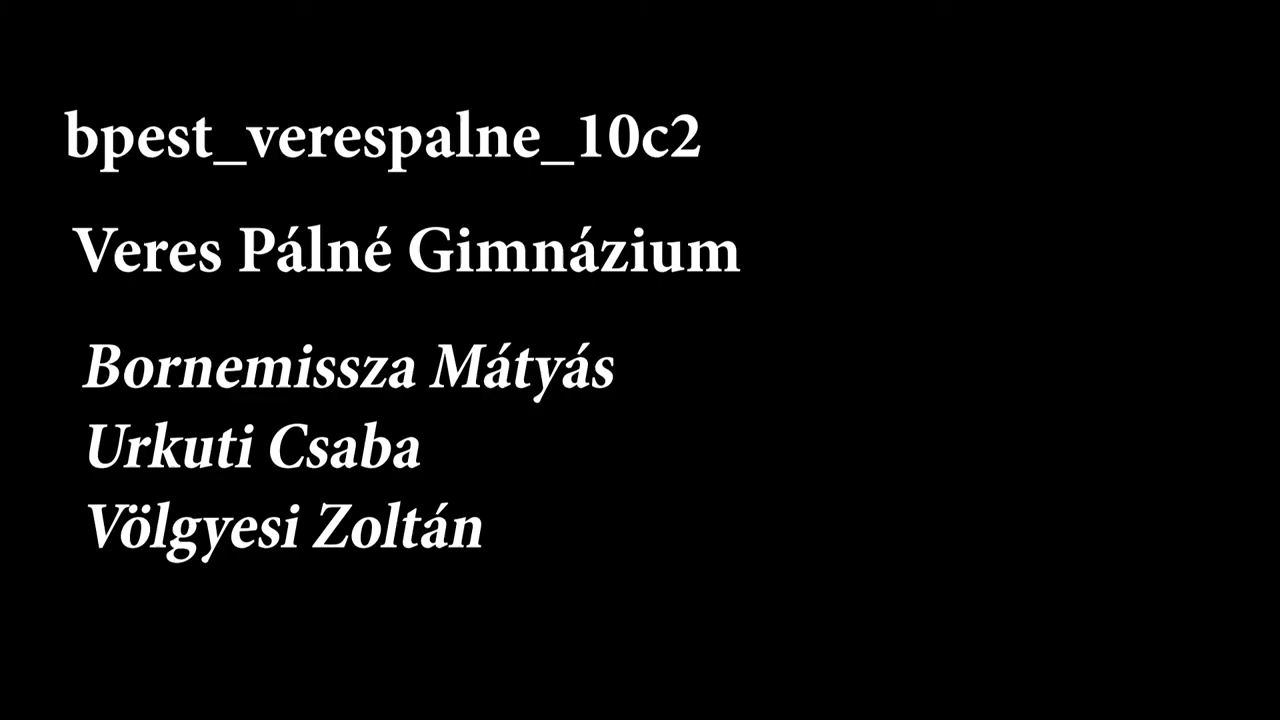 bpest_verespalne_10c2
Veres Pálné Gimnázium
Bornemissza Mátyás
Urkuti Csaba
Völgyesi Zoltán